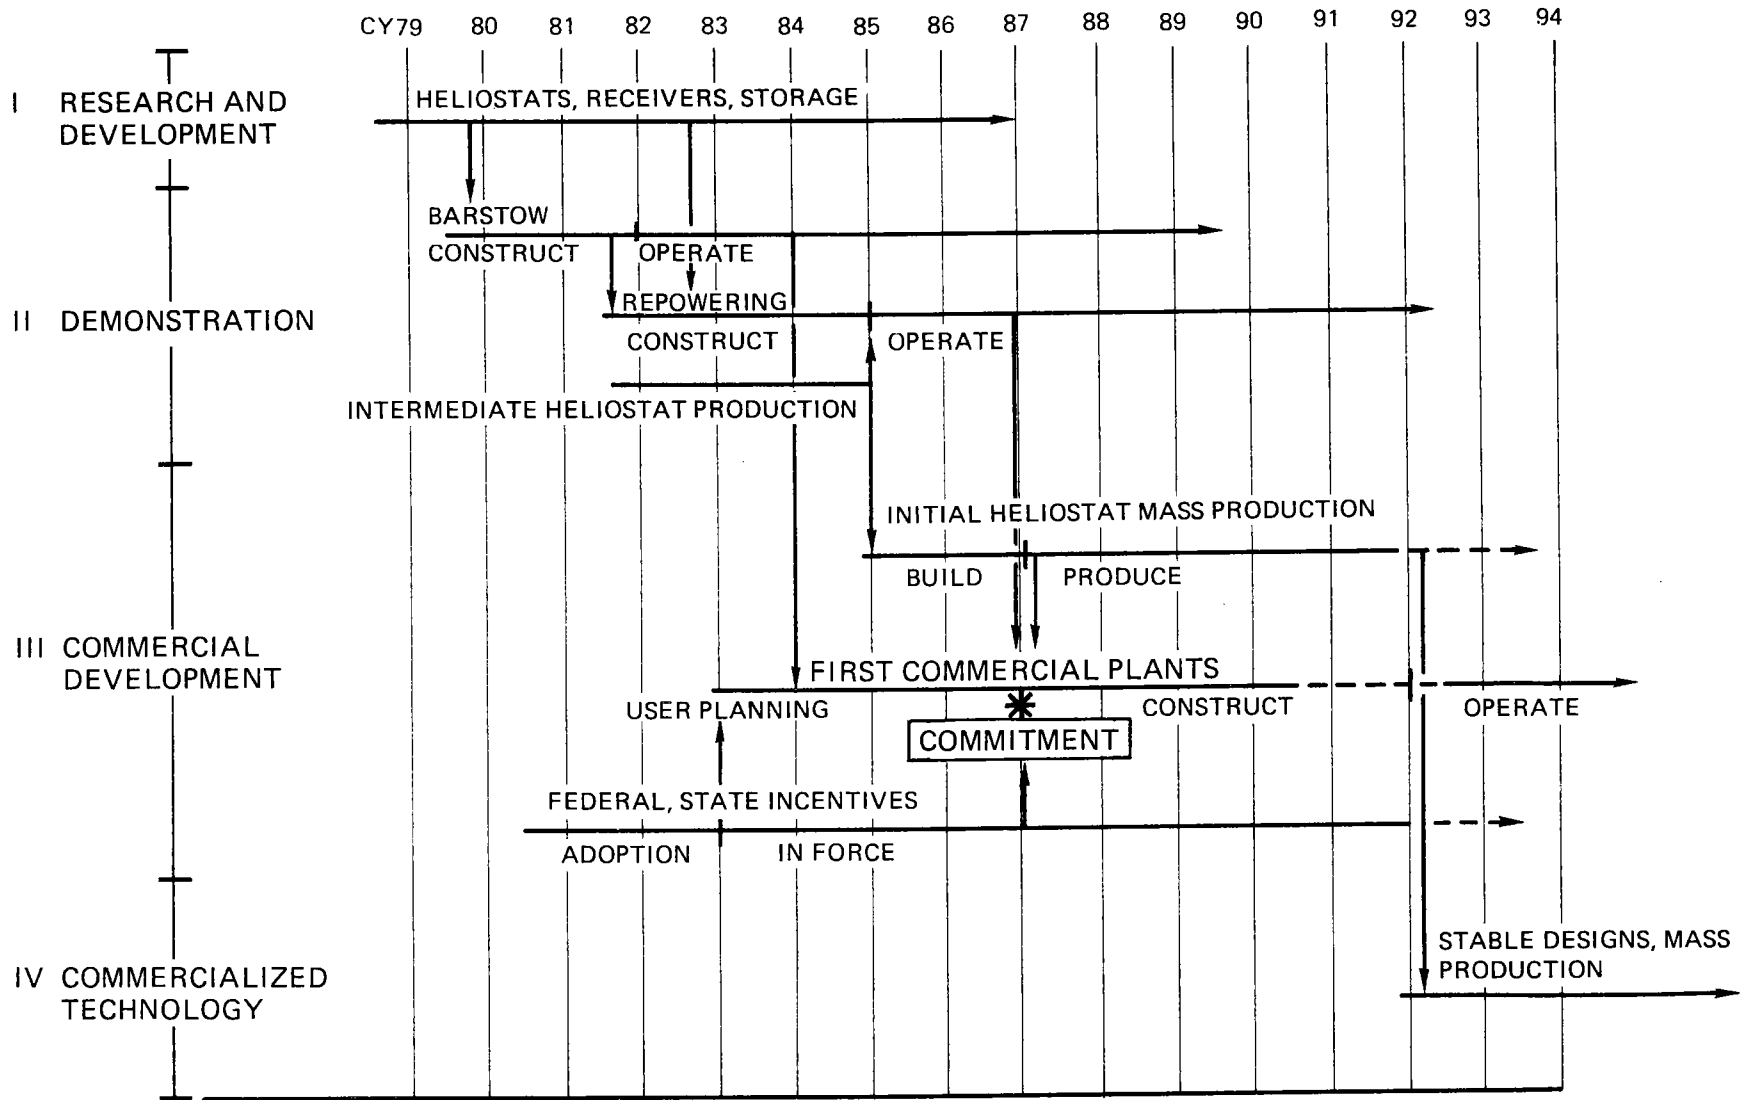 CY79 80 81 82 83 84 85 86 87 88 89 90 91 92 93 94
I RESEARCH AND
DEVELOPMENT
HELIOSTATS, RECEIVERS, STORAGE
BARSTOW
CONSTRUCT OPERATE
II DEMONSTRATION
REPOWERING
CONSTRUCT OPERATE
INTERMEDIATE HELIOSTAT PRODUCTION
INITIAL HELIOSTAT MASS PRODUCTION
BUILD PRODUCE
III COMMERCIAL
DEVELOPMENT
FIRST COMMERCIAL PLANTS
USER PLANNING CONSTRUCT OPERATE
COMMITMENT
FEDERAL, STATE INCENTIVES
ADOPTION IN FORCE
IV COMMERCIALIZED
TECHNOLOGY
STABLE DESIGNS, MASS
PRODUCTION